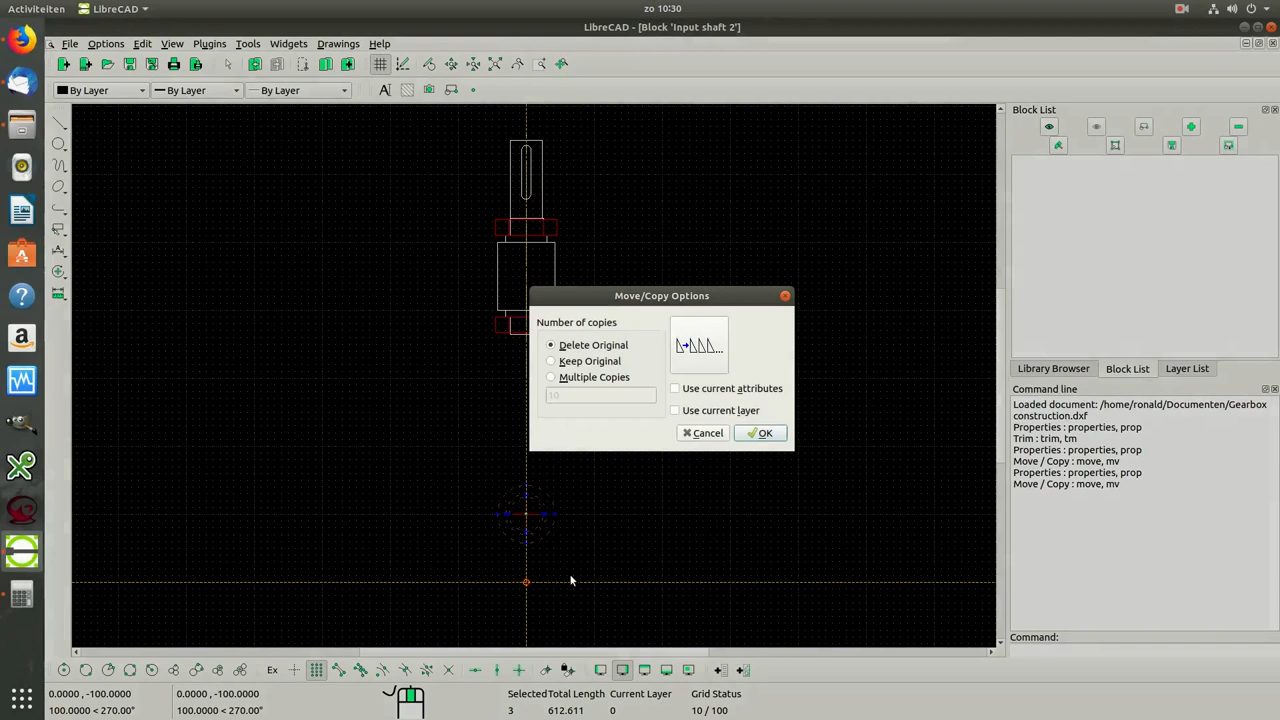 Activiteiten
LibreCAD
zo 10:30
LibreCAD - [Block 'Input shaft 2']
File Options Edit View Plugins Tools Widgets Drawings Help
By Layer By Layer By Layer
Block List
Move/Copy Options
Number of copies
Delete Original
Keep Original
Multiple Copies
10
Use current attributes
Use current layer
Cancel OK
Library Browser Block List Layer List
Command line
Loaded document: /home/ronald/Documenten/Gearbox
construction.dxf
Properties : properties, prop
Trim : trim, tm
Properties : properties, prop
Move / Copy : move, mv
Properties : properties, prop
Move / Copy : move, mv
Command:
Ex
0.0000 , -100.0000 0.0000 , -100.0000 Selected Total Length Current Layer Grid Status
100.0000 < 270.00° 100.0000 < 270.00° 3 612.611 0 10 / 100